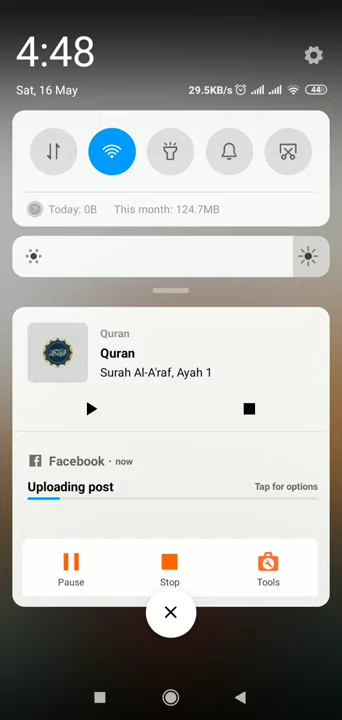 4:48
Sat, 16 May
29.5KB/s
44
Today: 0B
This month: 124.7MB
Quran
Quran
Surah Al-A'raf, Ayah 1
Facebook • now
Uploading post
Tap for options
Pause
Stop
Tools